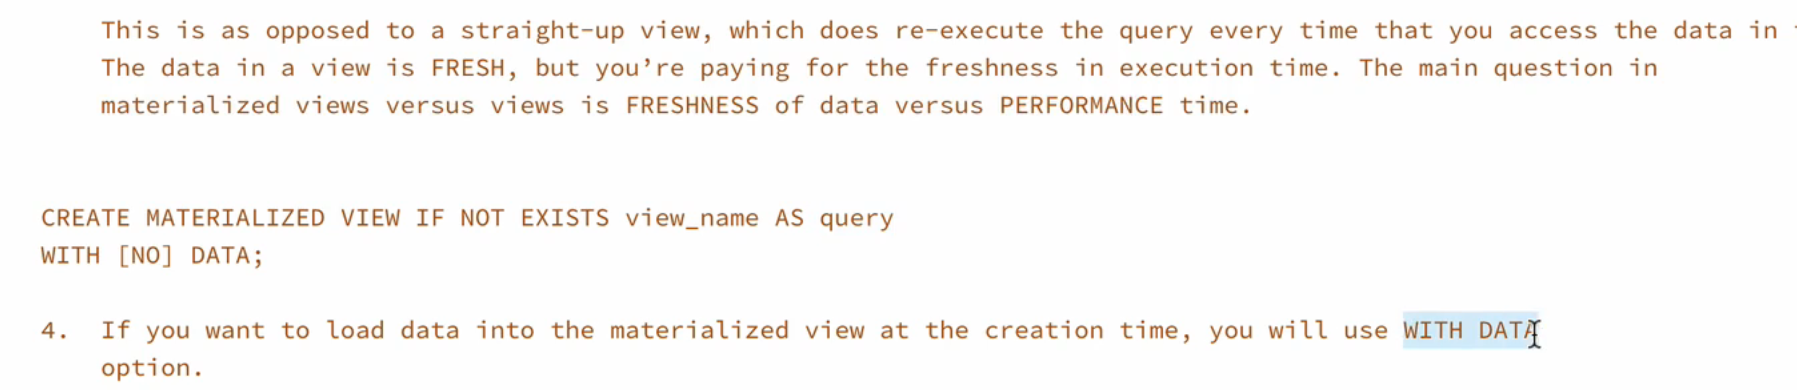 This is as opposed to a straight-up view, which does re-execute the query every time that you access the data in
The data in a view is FRESH, but you’re paying for the freshness in execution time. The main question in
materialized views versus views is FRESHNESS of data versus PERFORMANCE time.
CREATE MATERIALIZED VIEW IF NOT EXISTS view_name AS query
WITH [NO] DATA;
4. If you want to load data into the materialized view at the creation time, you will use WITH DATA
option.